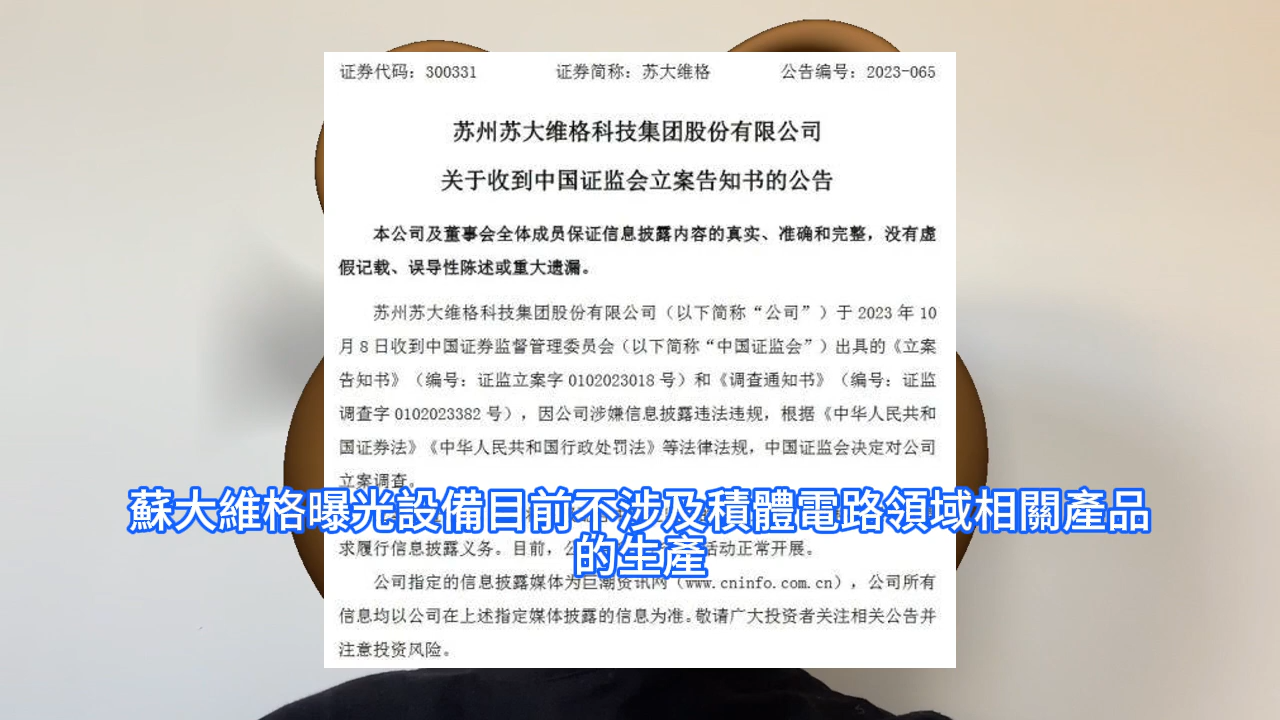 证券代码：300331 证券简称：苏大维格 公告编号：2023-065
苏州苏大维格科技集团股份有限公司
关于收到中国证监会立案告知书的公告
本公司及董事会全体成员保证信息披露内容的真实、准确和完整，没有虚
假记载、误导性陈述或重大遗漏。
苏州苏大维格科技集团股份有限公司（以下简称“公司”）于 2023 年 10
月 8 日收到中国证券监督管理委员会（以下简称“中国证监会”）出具的《立案
告知书》（编号：证监立案字 0102023018 号）和《调查通知书》（编号：证监
调查字 0102023382 号），因公司涉嫌信息披露违法违规，根据《中华人民共和
国证券法》《中华人民共和国行政处罚法》等法律法规，中国证监会决定对公司
立案调查。
蘇大維格曝光設備目前不涉及積體電路領域相關產品
的生產
求履行信息披露义务。目前，公 活动正常开展。
公司指定的信息披露媒体为巨潮资讯网（www.cninfo.com.cn），公司所有
信息均以公司在上述指定媒体披露的信息为准。敬请广大投资者关注相关公告并
注意投资风险。